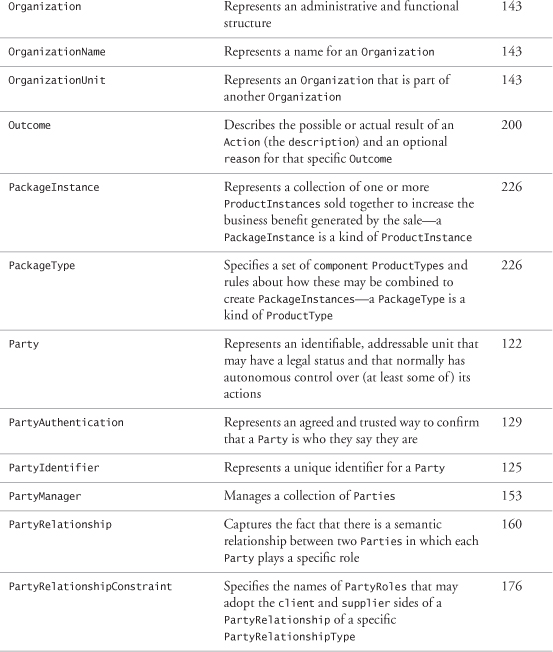 Organization Represents an administrative and functional 143
structure
OrganizationName Represents a name for an Organization 143
OrganizationUnit Represents an Organization that is part of 143
another Organization
Outcome Describes the possible or actual result of an 200
Action (the description) and an optional
reason for that specific Outcome
PackageInstance Represents a collection of one or more 226
ProductInstances sold together to increase the
business benefit generated by the sale—a
PackageInstance is a kind of ProductInstance
PackageType Specifies a set of component ProductTypes and 226
rules about how these may be combined to
create PackageInstances—a PackageType is a
kind of ProductType
Party Represents an identifiable, addressable unit that 122
may have a legal status and that normally has
autonomous control over (at least some of) its
actions
PartyAuthentication Represents an agreed and trusted way to confirm 129
that a Party is who they say they are
PartyIdentifier Represents a unique identifier for a Party 125
PartyManager Manages a collection of Parties 153
PartyRelationship Captures the fact that there is a semantic 160
relationship between two Parties in which each
Party plays a specific role
PartyRelationshipConstraint Specifies the names of PartyRoles that may 176
adopt the client and supplier sides of a
PartyRelationship of a specific
PartyRelationshipType